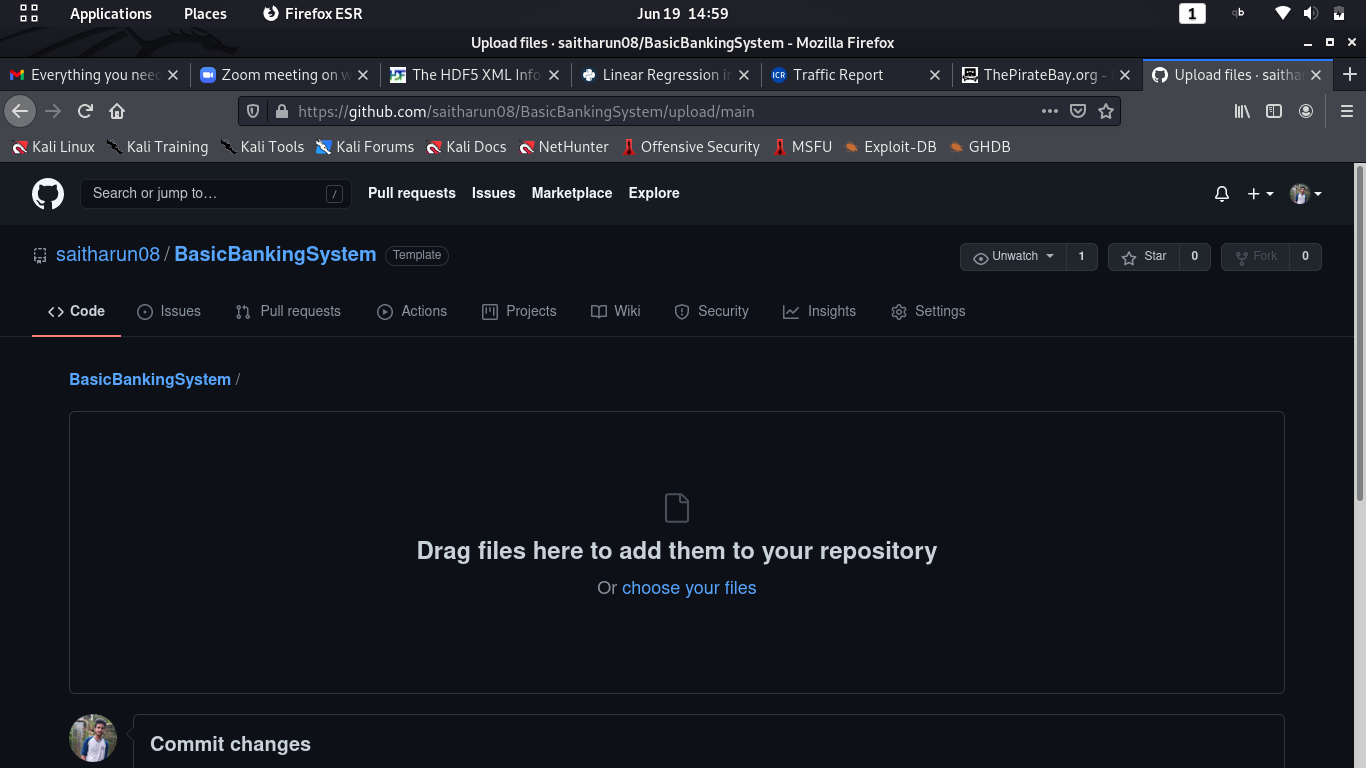 Applications Places Firefox ESR Jun 19 14:59 1 qb
Upload files · saitharun08/BasicBankingSystem - Mozilla Firefox
Everything you need Zoom meeting on w The HDF5 XML Info Linear Regression in Traffic Report ThePirateBay.org - Upload files · saitha
https://github.com/saitharun08/BasicBankingSystem/upload/main
Kali Linux Kali Training Kali Tools Kali Forums Kali Docs NetHunter Offensive Security MSFU Exploit-DB GHDB
Search or jump to… / Pull requests Issues Marketplace Explore
saitharun08 / BasicBankingSystem Template Unwatch 1 Star 0 Fork 0
Code Issues Pull requests Actions Projects Wiki Security Insights Settings
BasicBankingSystem /
Drag files here to add them to your repository
Or choose your files
Commit changes